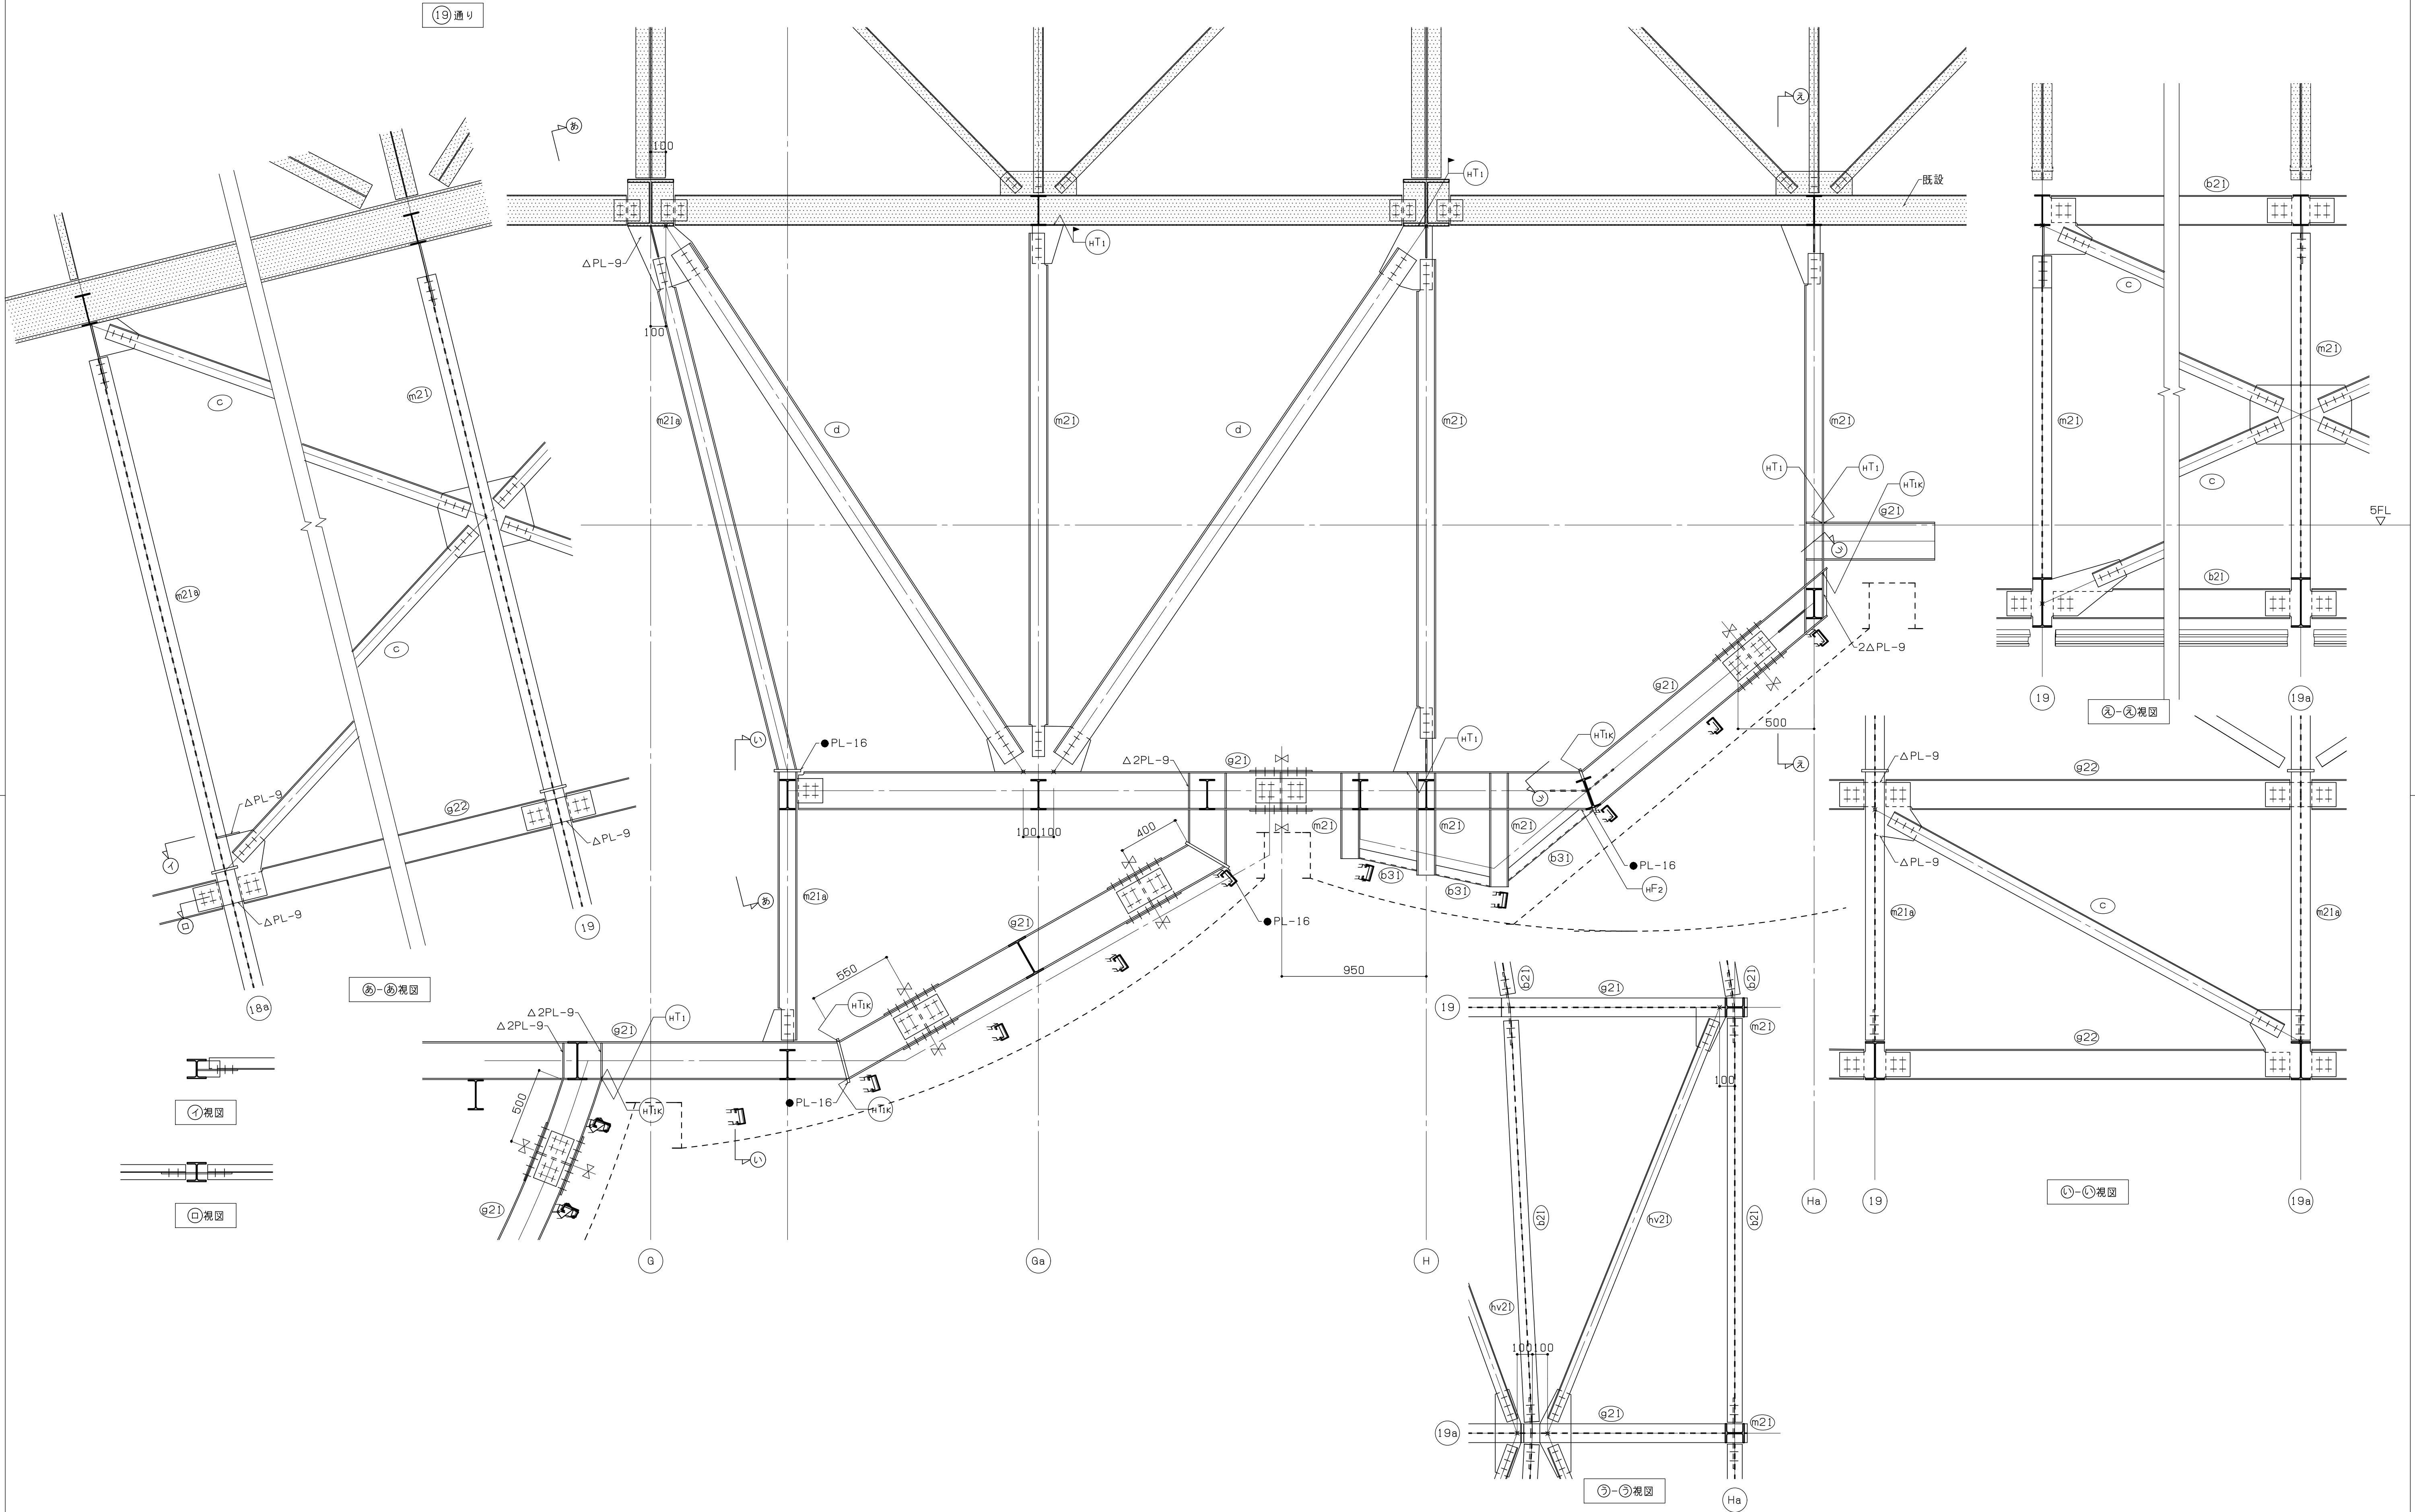 19 通り
あ
え
100
HT1
既設
b21
HT1
△PL-9
c
100
m21
c
m21
m21a
d
m21
d
m21
m21
m21
m21
HT1
HT1
HT1K
c
g21
5FL
う
b21
m21a
c
2△PL-9
g21
19
19a
え-え視図
500
い
●PL-16
△2PL-9
g21
HT1
HT1K
え
△PL-9
g22
△PL-9
g22
△PL-9
イ
ロ
△PL-9
100 100
400
m21
m21
m21
う
b31
●PL-16
△PL-9
b31
b31
HF2
m21a
あ
g21
●PL-16
m21a
c
m21a
19
あ-あ視図
18a
550
HT1K
950
△2PL-9
△2PL-9
g21
HT1
b21
g21
b21
19
m21
g22
500
HT1K
●PL-16
HT1K
100
イ視図
い
g21
ロ視図
b21
hv21
b21
Ha
19
い-い視図
19a
G
Ga
H
hv21
100 100
g21
m21
19a
う-う視図
Ha